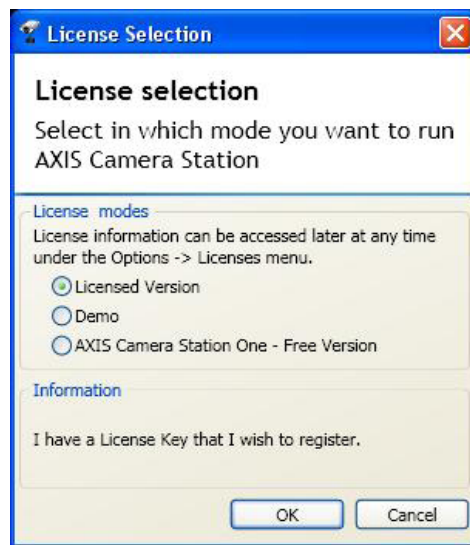 License Selection
License selection
Select in which mode you want to run
AXIS Camera Station
License modes
License information can be accessed later at any time
under the Options -> Licenses menu.
Licensed Version
Demo
AXIS Camera Station One - Free Version
Information
I have a License Key that I wish to register.
OK Cancel